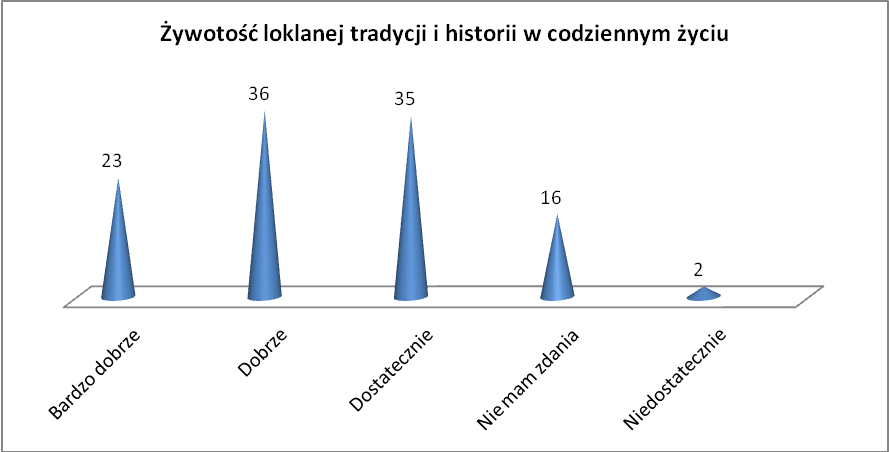 Żywotość loklanej tradycji i historii w codziennym życiu
23
36
35
16
2
Bardzo dobrze
Dobrze
Dostatecznie
Nie mam zdania
Niedostatecznie